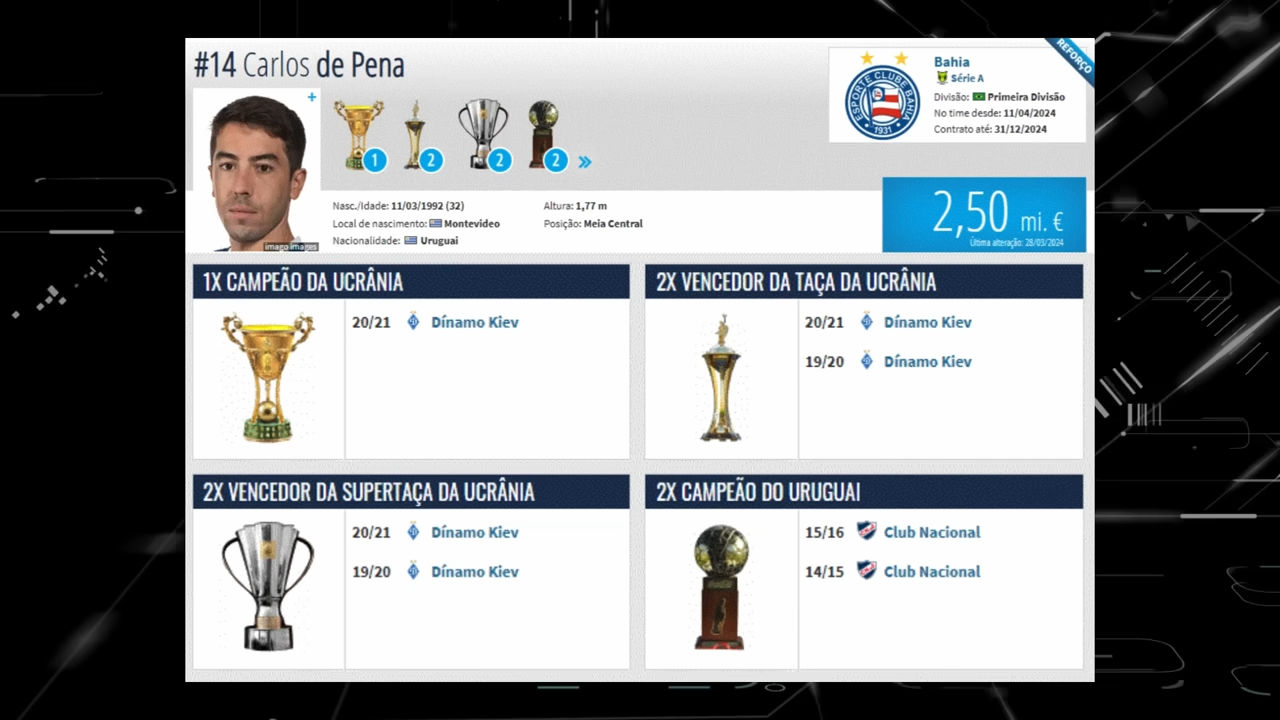 #14 Carlos de Pena
REFORÇO
ESPORTE CLUBE BAHIA
1931
Bahia
Série A
Divisão: Primeira Divisão
No time desde: 11/04/2024
Contrato até: 31/12/2024
+
1
2
2
2
»
imago images
Nasc./Idade: 11/03/1992 (32)
Local de nascimento: Montevideo
Nacionalidade: Uruguai
Altura: 1,77 m
Posição: Meia Central
2,50 mi. €
Última alteração: 28/03/2024
1X CAMPEÃO DA UCRÂNIA
20/21 Dínamo Kiev
2X VENCEDOR DA TAÇA DA UCRÂNIA
20/21 Dínamo Kiev
19/20 Dínamo Kiev
2X VENCEDOR DA SUPERTAÇA DA UCRÂNIA
20/21 Dínamo Kiev
19/20 Dínamo Kiev
2X CAMPEÃO DO URUGUAI
15/16 Club Nacional
14/15 Club Nacional